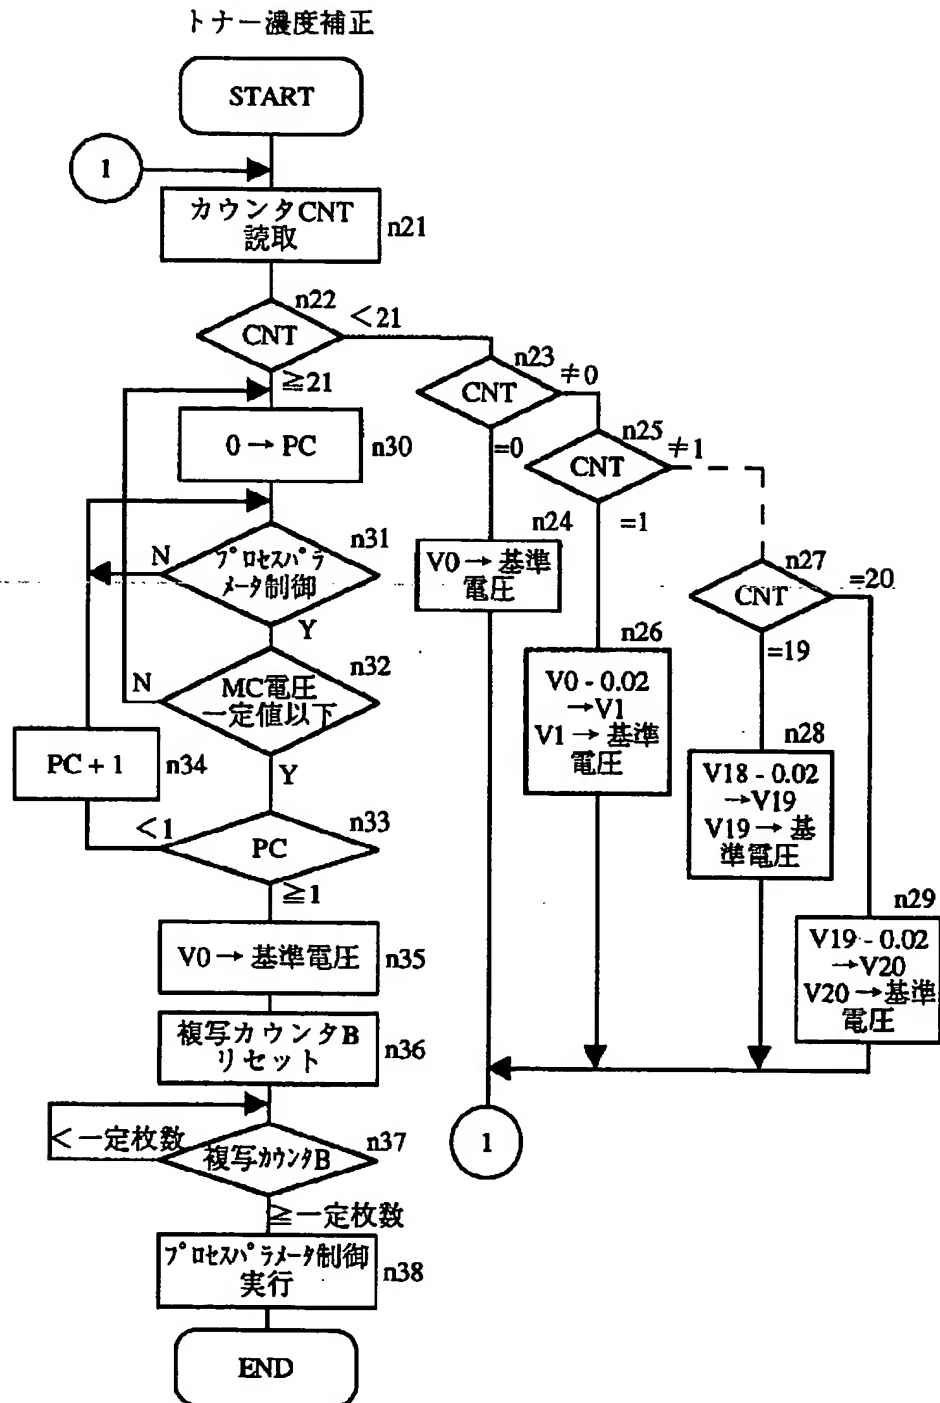 トナー濃度補正
START
1
カウンタCNT
読取
n21
n22
CNT
<21
≧21
n23
CNT
≠0
=0
0→PC
n30
n25
CNT
≠1
=1
n24
V0→基準
電圧
n31
プロセスパラ
メータ制御
N
Y
n27
CNT
=20
=19
n26
V0 - 0.02
→V1
V1→基準
電圧
n32
MC電圧
一定値以下
N
Y
PC + 1
n34
n28
V18 - 0.02
→V19
V19→基
準電圧
n33
PC
<1
≧1
n29
V19 - 0.02
→V20
V20→基準
電圧
V0→基準電圧
n35
複写カウンタB
リセット
n36
<一定枚数
n37
複写カウンタB
≧一定枚数
1
プロセスパラメータ制御
実行
n38
END